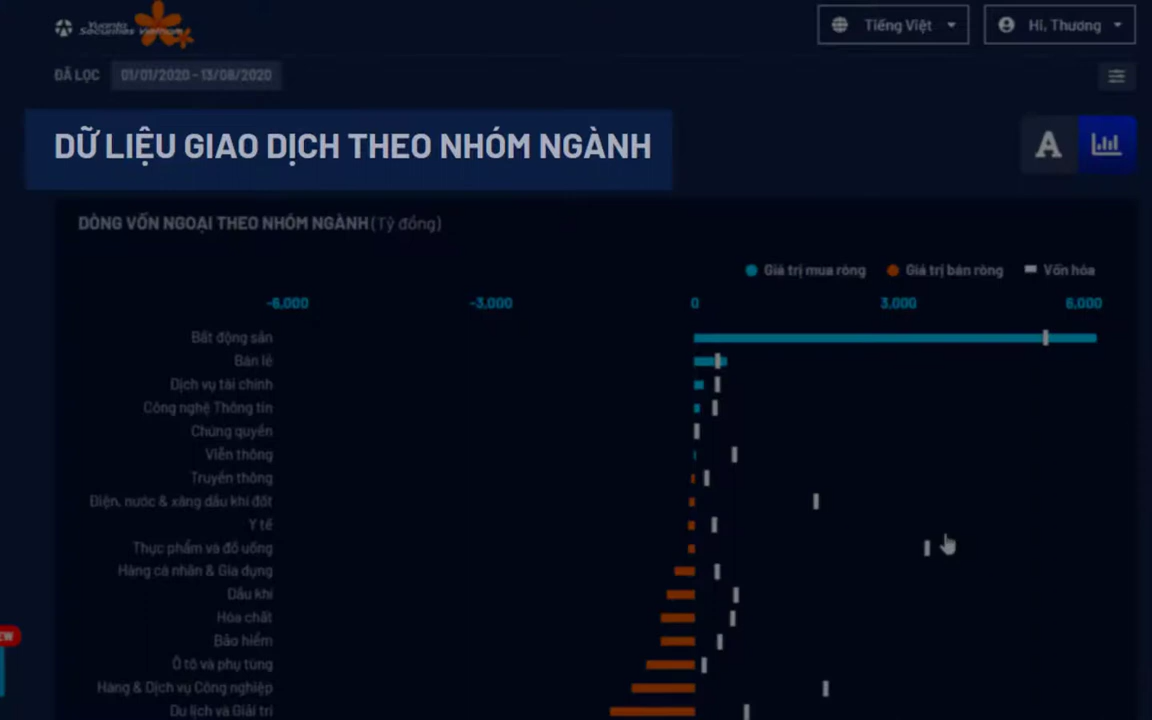 Yuanta
Securities Vietnam
Tiếng Việt
Hi, Thương
ĐÃ LỌC
01/01/2020 - 13/08/2020
DỮ LIỆU GIAO DỊCH THEO NHÓM NGÀNH
A
DÒNG VỐN NGOẠI THEO NHÓM NGÀNH (Tỷ đồng)
Giá trị mua ròng
Giá trị bán ròng
Vốn hóa
-6,000 -3,000 0 3,000 6,000
Bất động sản
Bán lẻ
Dịch vụ tài chính
Công nghệ Thông tin
Chứng quyền
Viễn thông
Truyền thông
Điện, nước & xăng dầu khí đốt
Y tế
Thực phẩm và đồ uống
Hàng cá nhân & Gia dụng
Dầu khí
Hóa chất
Bảo hiểm
Ô tô và phụ tùng
Hàng & Dịch vụ Công nghiệp
Du lịch và Giải trí